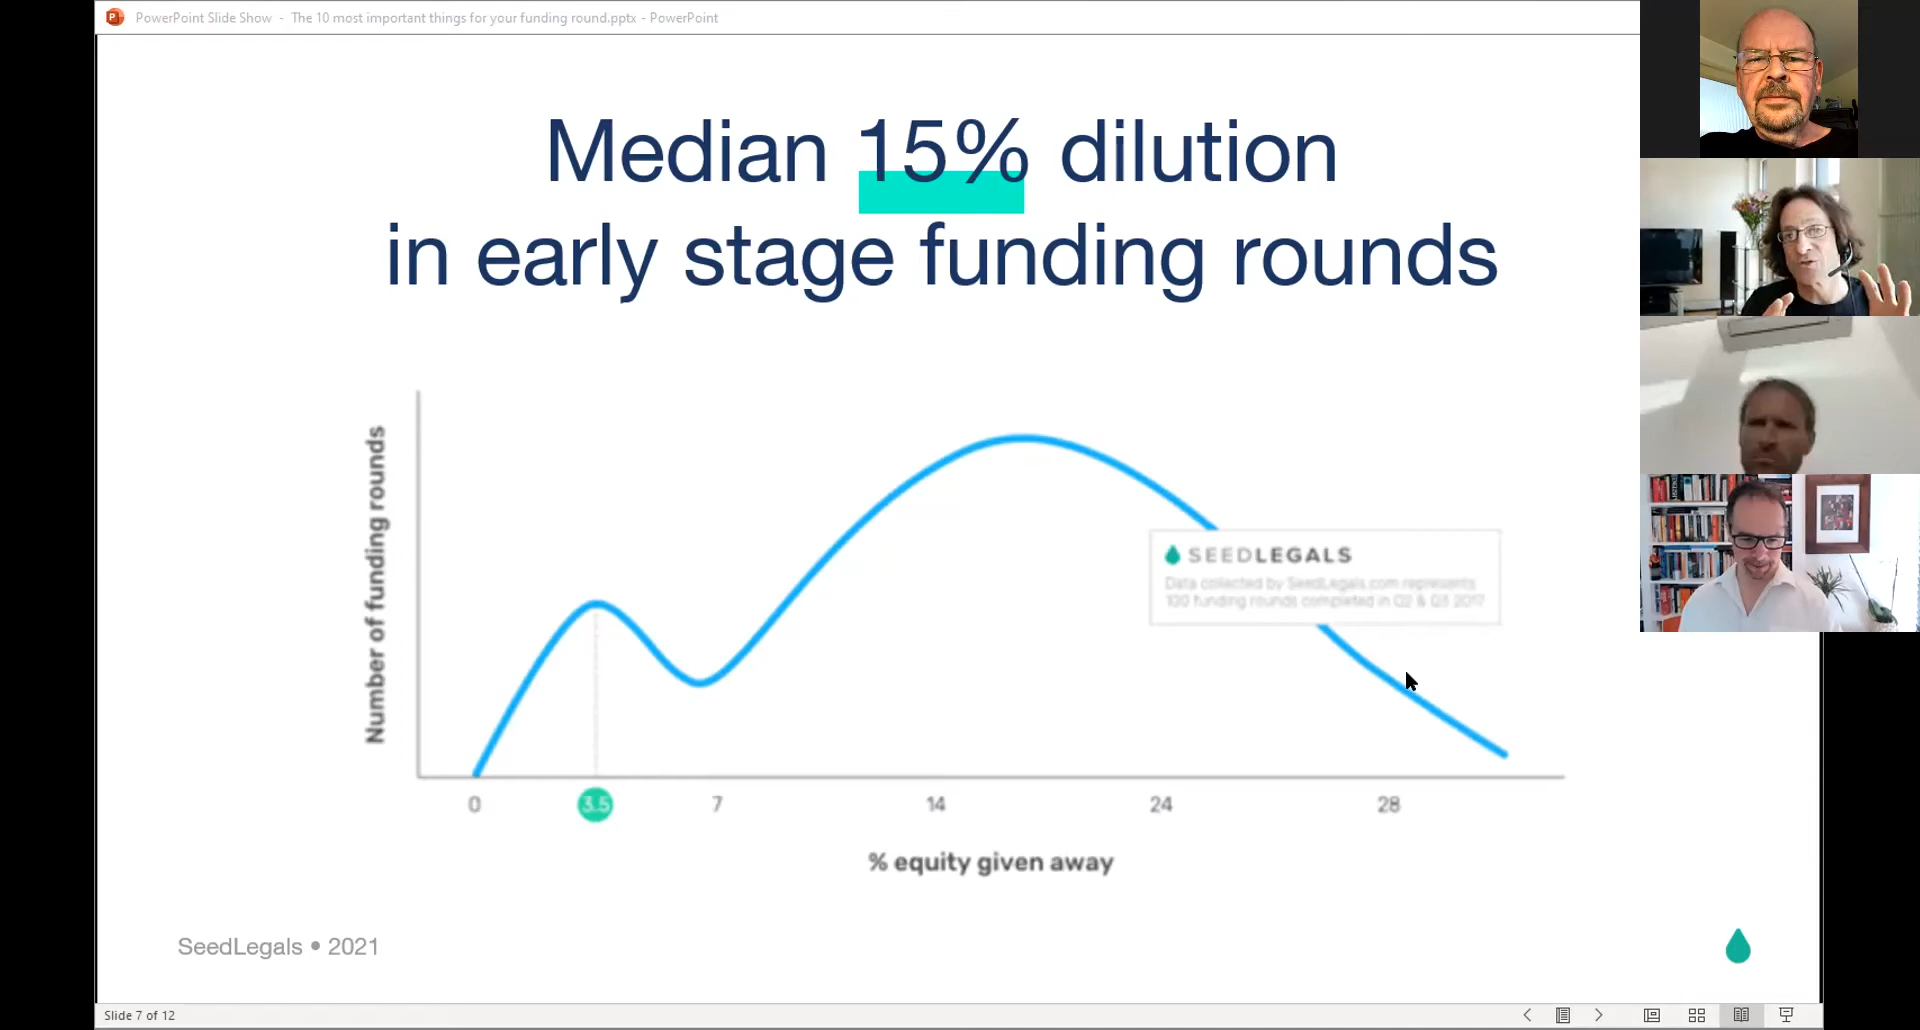 PowerPoint Slide Show - The 10 most important things for your funding round.pptx - PowerPoint
Median 15% dilution
in early stage funding rounds
Number of funding rounds
SEEDLEGALS
Data collected by SeedLegals.com represents
100 funding rounds completed in Q2 & Q3 2017
0 3.5 7 14 24 28
% equity given away
SeedLegals • 2021
Slide 7 of 12